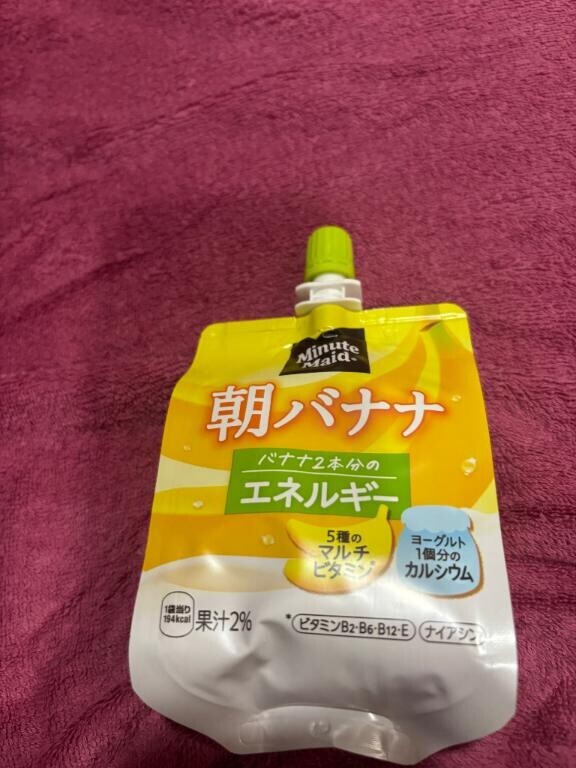 Minute
Maid
朝バナナ
バナナ2本分の
エネルギー
5種の
マルチ
ビタミン*
ヨーグルト
1個分の
カルシウム
1袋当り
194kcal
果汁2%
*ビタミンB2・B6・B12・E
ナイアシン